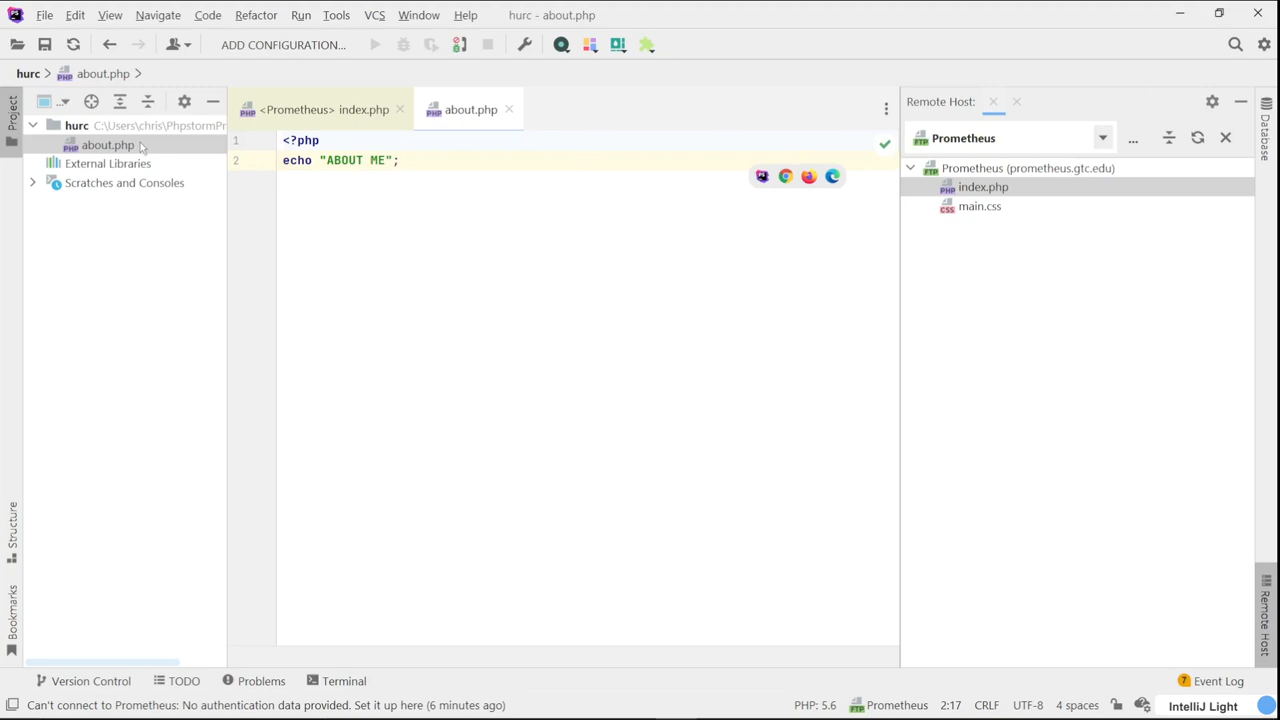 PS File Edit View Navigate Code Refactor Run Tools VCS Window Help hurc - about.php
ADD CONFIGURATION...
hurc about.php
Project
...
hurc C:\Users\chris\PhpstormPr
about.php
External Libraries
Scratches and Consoles
<Prometheus> index.php
about.php
1 <?php
2 echo "ABOUT ME";
Remote Host:
Prometheus
...
Prometheus (prometheus.gtc.edu)
index.php
main.css
Database
Remote Host
Structure
Bookmarks
Version Control TODO Problems Terminal 7 Event Log
Can't connect to Prometheus: No authentication data provided. Set it up here (6 minutes ago) PHP: 5.6 Prometheus 2:17 CRLF UTF-8 4 spaces IntelliJ Light